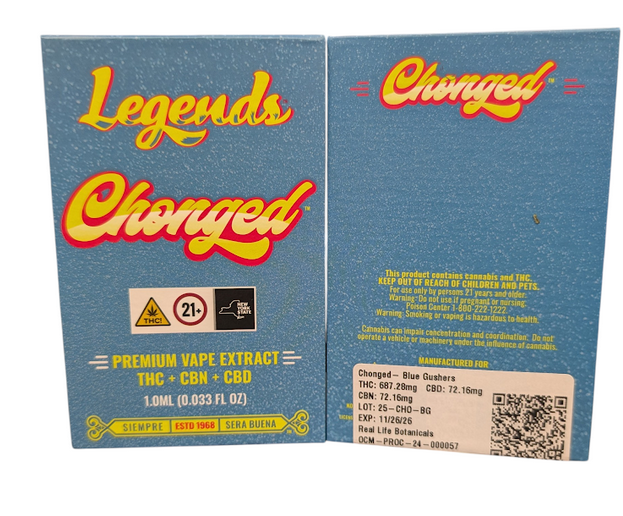 Legends
Chonged™
THC!
21+
NEW
YORK
STATE
PREMIUM VAPE EXTRACT
THC + CBN + CBD
1.0ML (0.033 FL OZ)
SIEMPRE ESTD 1968 SERA BUENA
Chonged™
This product contains cannabis and THC.
KEEP OUT OF REACH OF CHILDREN AND PETS.
For use only by persons 21 years and older.
Warning: Do not use if pregnant or nursing.
Poison Center 1-800-222-1222.
Warning: Smoking or vaping is hazardous to health.
Cannabis can impair concentration and coordination. Do not
operate a vehicle or machinery under the influence of cannabis.
MANUFACTURED FOR
Chonged— Blue Gushers
THC: 687.28mg CBD: 72.16mg
CBN: 72.16mg
LOT: 25-CHO-BG
EXP: 11/26/26
Real Life Botanicals
OCM-PROC-24-000057